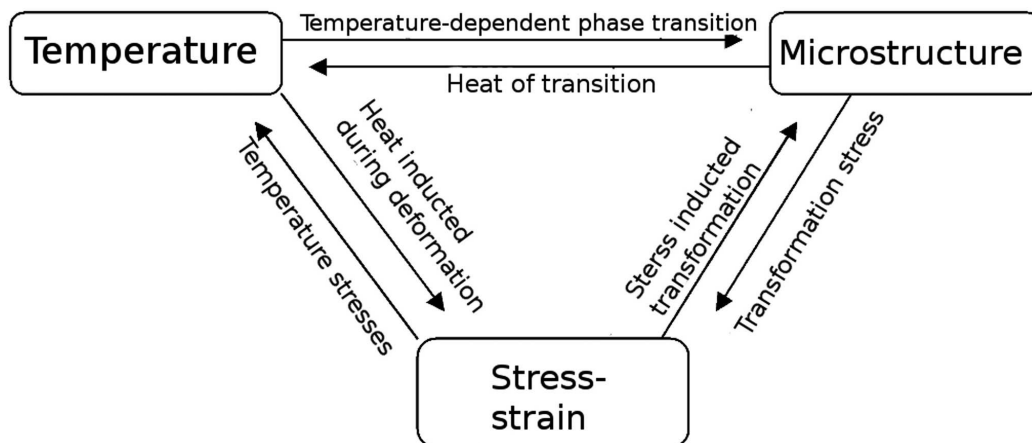 Temperature-dependent phase transition
Temperature
Microstructure
Heat of transition
Heat inducted
during deformation
Temperature stresses
Sterss inducted
transformation
Transformation stress
Stress-
strain